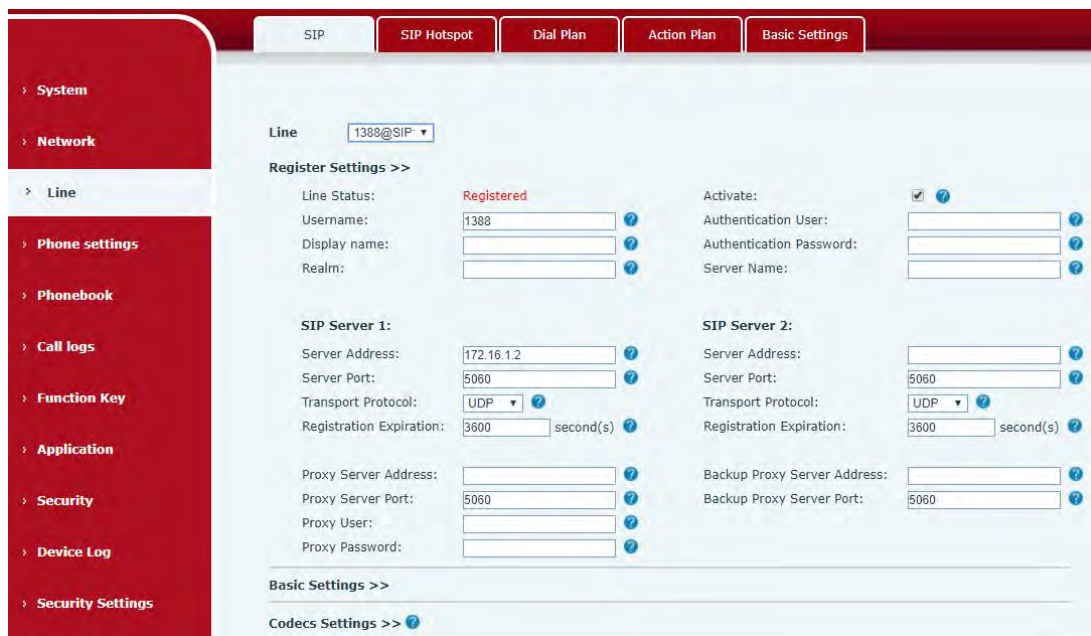 SIP
SIP Hotspot
Dial Plan
Action Plan
Basic Settings
› System
› Network
› Line
› Phone settings
› Phonebook
› Call logs
› Function Key
› Application
› Security
› Device Log
› Security Settings
Line 1388@SIP
Register Settings >>
Line Status: Registered Activate:
Username: 1388 Authentication User:
Display name: Authentication Password:
Realm: Server Name:
SIP Server 1: SIP Server 2:
Server Address: 172.16.1.2 Server Address:
Server Port: 5060 Server Port: 5060
Transport Protocol: UDP Transport Protocol: UDP
Registration Expiration: 3600 second(s) Registration Expiration: 3600 second(s)
Proxy Server Address: Backup Proxy Server Address:
Proxy Server Port: 5060 Backup Proxy Server Port: 5060
Proxy User:
Proxy Password:
Basic Settings >>
Codecs Settings >>